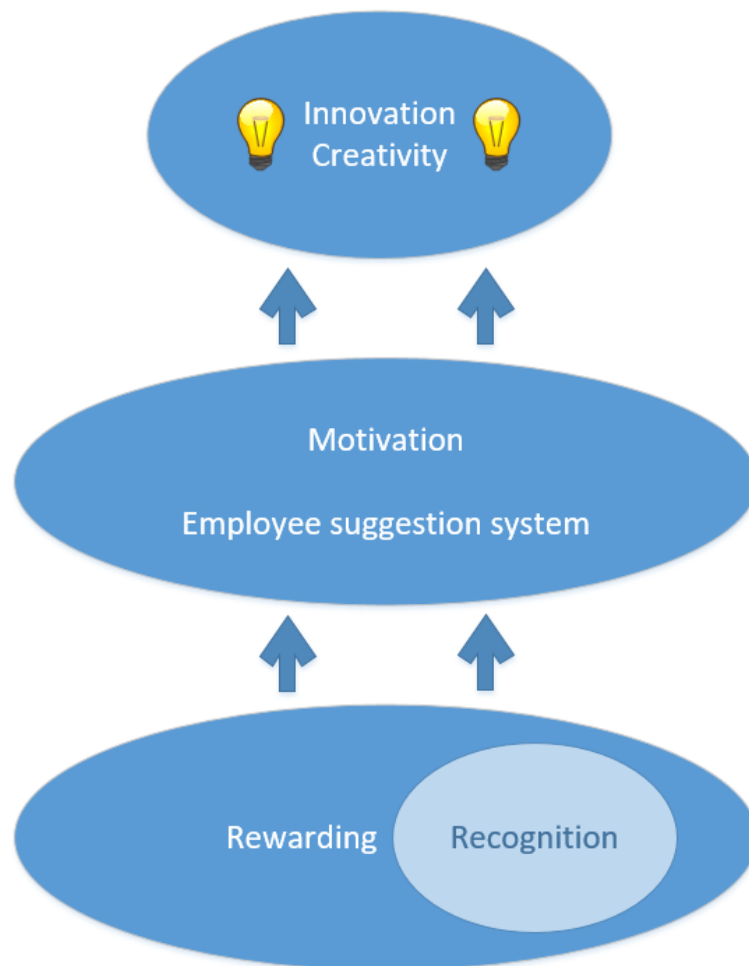 Innovation
Creativity
Motivation
Employee suggestion system
Rewarding
Recognition